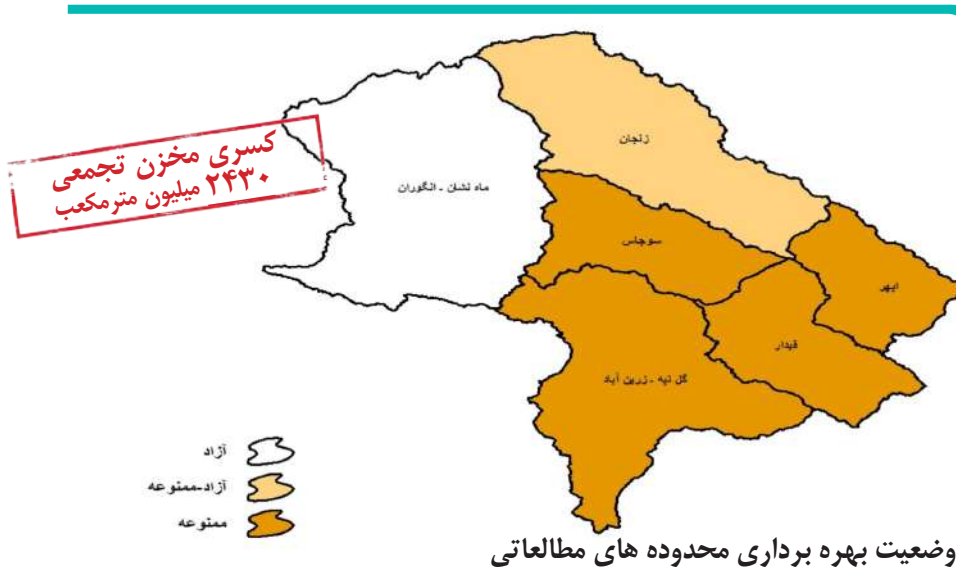 کسری مخزن تجمعی
۲۴۳۰ میلیون مترمکعب
زنجان
ماه نشان - انگوران
سوجاس
ابهر
قیدار
گل تپه - زرین آباد
آزاد
آزاد-ممنوعه
ممنوعه
وضعیت بهره برداری محدوده های مطالعاتی